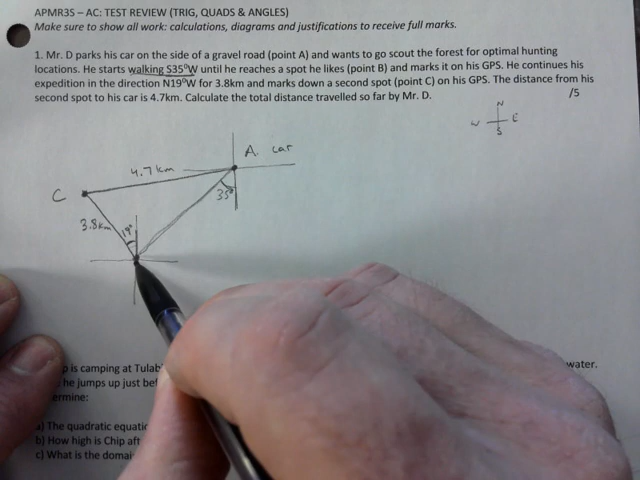 APMR3S – AC: TEST REVIEW (TRIG, QUADS & ANGLES)
Make sure to show all work: calculations, diagrams and justifications to receive full marks.
1. Mr. D parks his car on the side of a gravel road (point A) and wants to go scout the forest for optimal hunting
locations. He starts walking S35⁰W until he reaches a spot he likes (point B) and marks it on his GPS. He continues his
expedition in the direction N19⁰W for 3.8km and marks down a second spot (point C) on his GPS. The distance from his
second spot to his car is 4.7km. Calculate the total distance travelled so far by Mr. D.
/5
N
W E
S
A. car
4.7 km
C
35°
3.8km
19°
p is camping at Tulab
water.
he jumps up just bef
ermine:
a) The quadratic equatic
b) How high is Chip aft
c) What is the domai